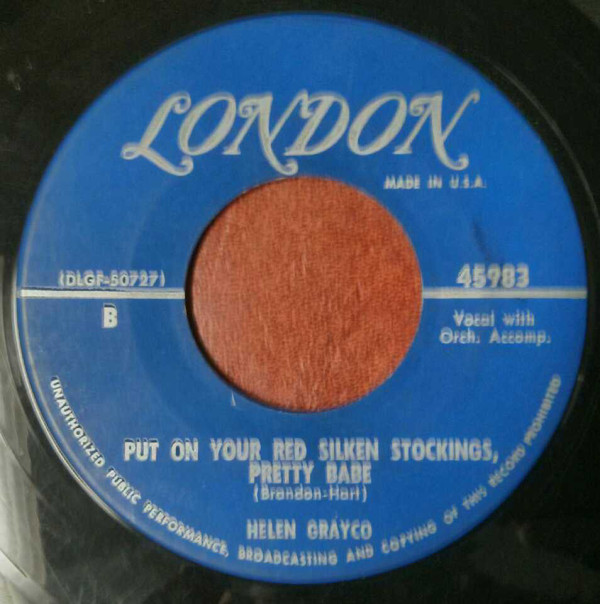 LONDON
MADE IN U.S.A.
(DLGF-50727)
45983
B
Vocal with
Orch. Accomp.
PUT ON YOUR RED SILKEN STOCKINGS,
PRETTY BABE
(Brandon-Hart)
HELEN GRAYCO
UNAUTHORIZED PUBLIC PERFORMANCE, BROADCASTING AND COPYING OF THIS RECORD PROHIBITED